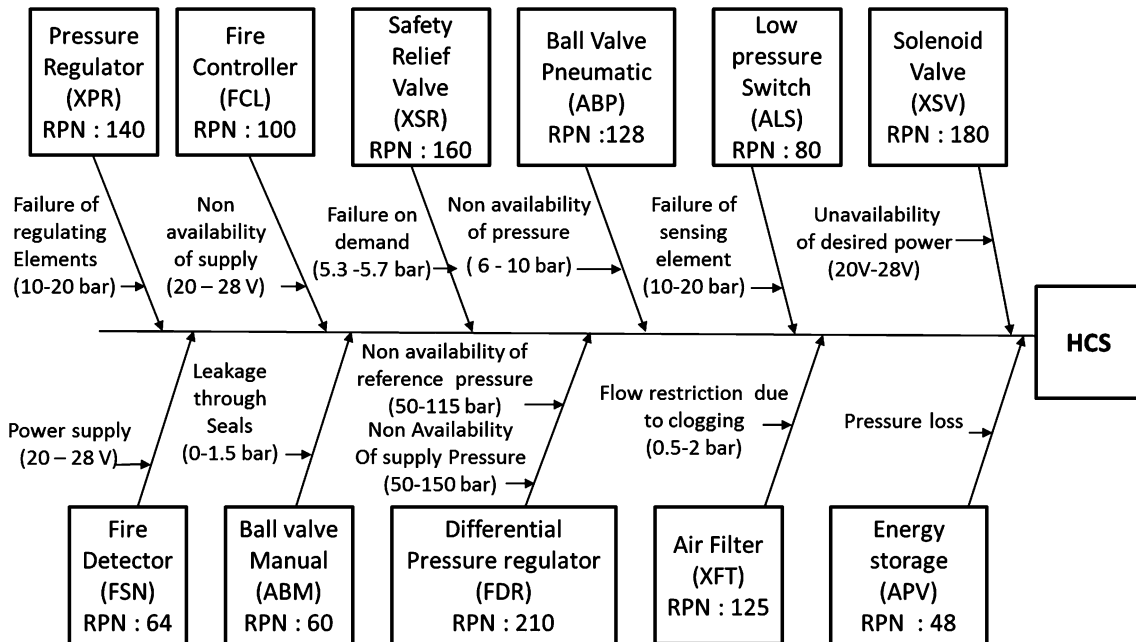 Pressure
Regulator
(XPR)
RPN : 140
Fire
Controller
(FCL)
RPN : 100
Safety
Relief
Valve
(XSR)
RPN : 160
Ball Valve
Pneumatic
(ABP)
RPN :128
Low
pressure
Switch
(ALS)
RPN : 80
Solenoid
Valve
(XSV)
RPN : 180
Failure of
regulating
Elements
(10-20 bar)
Non
availability
of supply
(20 – 28 V)
Failure on
demand
(5.3 -5.7 bar)
Non availability
of pressure
( 6 - 10 bar)
Failure of
sensing
element
(10-20 bar)
Unavailability
of desired power
(20V-28V)
HCS
Power supply
(20 – 28 V)
Leakage
through
Seals
(0-1.5 bar)
Non availability of
reference pressure
(50-115 bar)
Non Availability
Of supply Pressure
(50-150 bar)
Flow restriction due
to clogging
(0.5-2 bar)
Pressure loss
Fire
Detector
(FSN)
RPN : 64
Ball valve
Manual
(ABM)
RPN : 60
Differential
Pressure regulator
(FDR)
RPN : 210
Air Filter
(XFT)
RPN : 125
Energy
storage
(APV)
RPN : 48